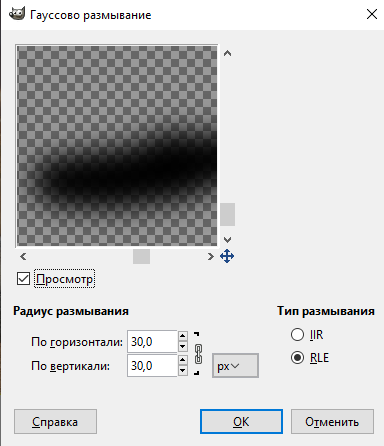 Гауссово размывание
Просмотр
Радиус размывания
По горизонтали: 30,0
По вертикали: 30,0 px
Тип размывания
IIR
RLE
Справка OK Отменить